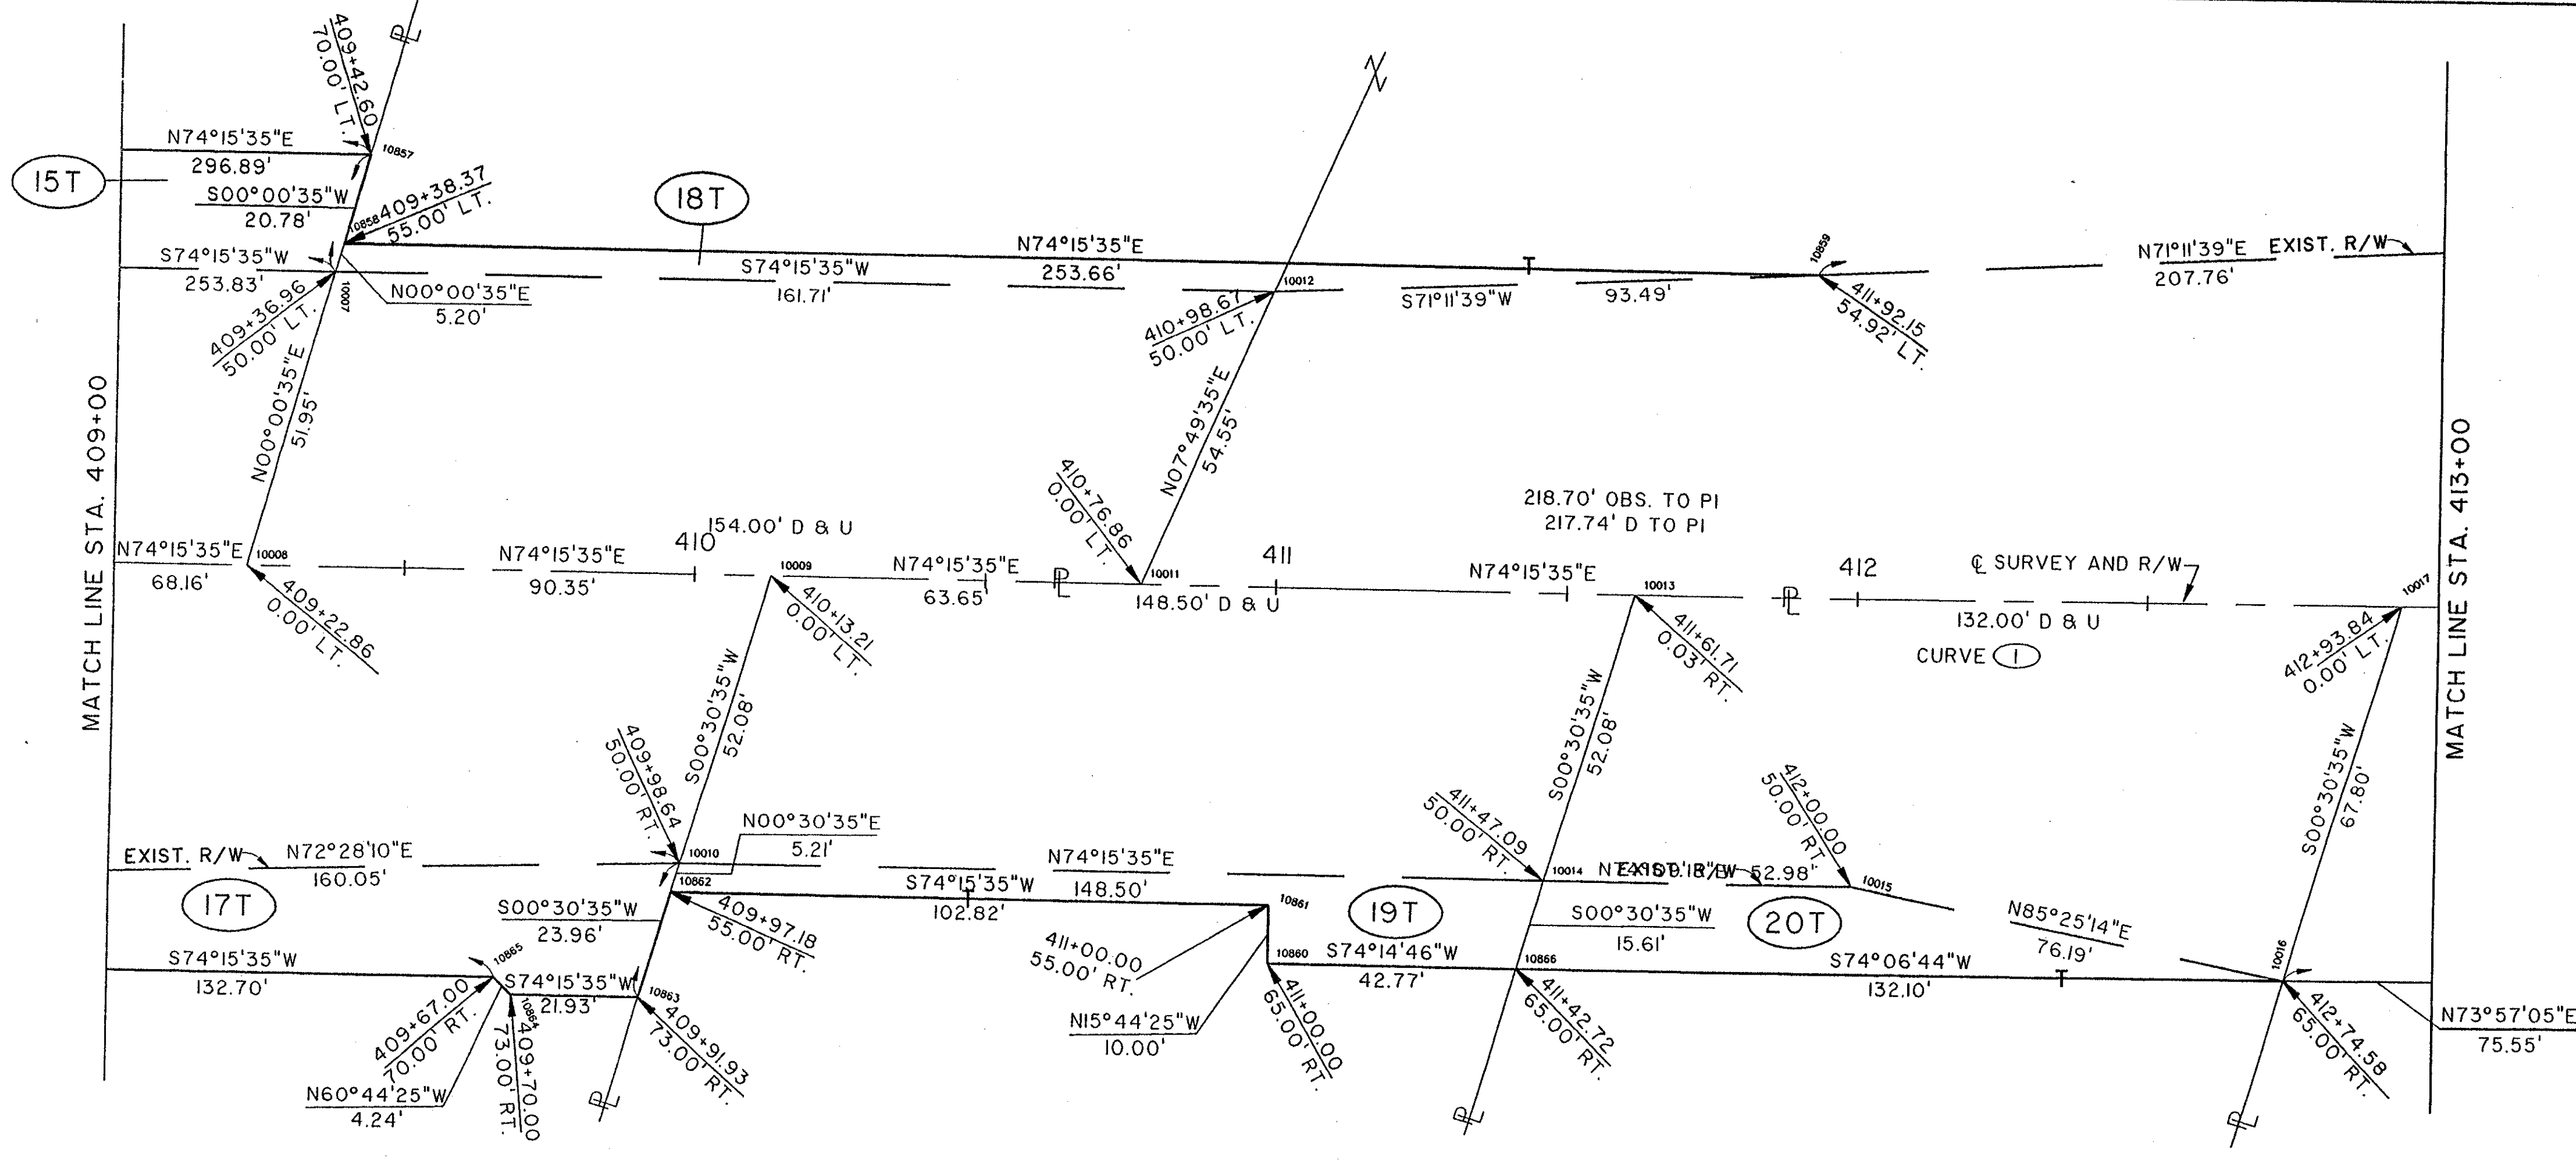 MATCH LINE STA. 409+00
MATCH LINE STA. 413+00
409+42.60
70.00' LT.
PL
N74°15'35"E
296.89'
10857
15T
S00°00'35"W
20.78'
10858
409+38.37
55.00' LT.
18T
S74°15'35"W
253.83'
409+36.96
50.00' LT.
10007
N00°00'35"E
5.20'
S74°15'35"W
161.71'
N74°15'35"E
253.66'
N
10012
410+98.67
50.00' LT.
S71°11'39"W
93.49'
T
10859
411+92.15
54.92' LT.
N71°11'39"E
207.76'
EXIST. R/W
N00°00'35"E
51.95'
N07°49'35"E
54.55'
410+76.86
0.00' LT.
218.70' OBS. TO PI
217.74' D TO PI
N74°15'35"E
68.16'
10008
409+22.86
0.00' LT.
N74°15'35"E
90.35'
410
154.00' D & U
10009
410+13.21
0.00' LT.
N74°15'35"E
63.65'
PL
10011
148.50' D & U
411
N74°15'35"E
10013
411+61.71
0.03' RT.
PL
412
CL SURVEY AND R/W
132.00' D & U
CURVE 1
10017
412+93.84
0.00' LT.
S00°30'35"W
52.08'
S00°30'35"W
52.08'
S00°30'35"W
67.80'
409+98.64
50.00' RT.
10010
N00°30'35"E
5.21'
EXIST. R/W
N72°28'10"E
160.05'
17T
10862
S00°30'35"W
23.96'
409+97.18
55.00' RT.
S74°15'35"W
102.82'
T
N74°15'35"E
148.50'
10861
411+00.00
55.00' RT.
19T
411+47.09
50.00' RT.
10014
EXIST. R/W
52.98"
412+00.00
50.00' RT.
10015
20T
S00°30'35"W
15.61'
N85°25'14"E
76.19'
10016
S74°15'35"W
132.70'
10865
S74°15'35"W
21.93'
10863
10864
409+67.00
70.00' RT.
409+70.00
73.00' RT.
N60°44'25"W
4.24'
409+91.93
73.00' RT.
PL
10860
N15°44'25"W
10.00'
411+00.00
65.00' RT.
S74°14'46"W
42.77'
10866
411+42.72
65.00' RT.
PL
S74°06'44"W
132.10'
T
412+74.58
65.00' RT.
PL
N73°57'05"E
75.55'